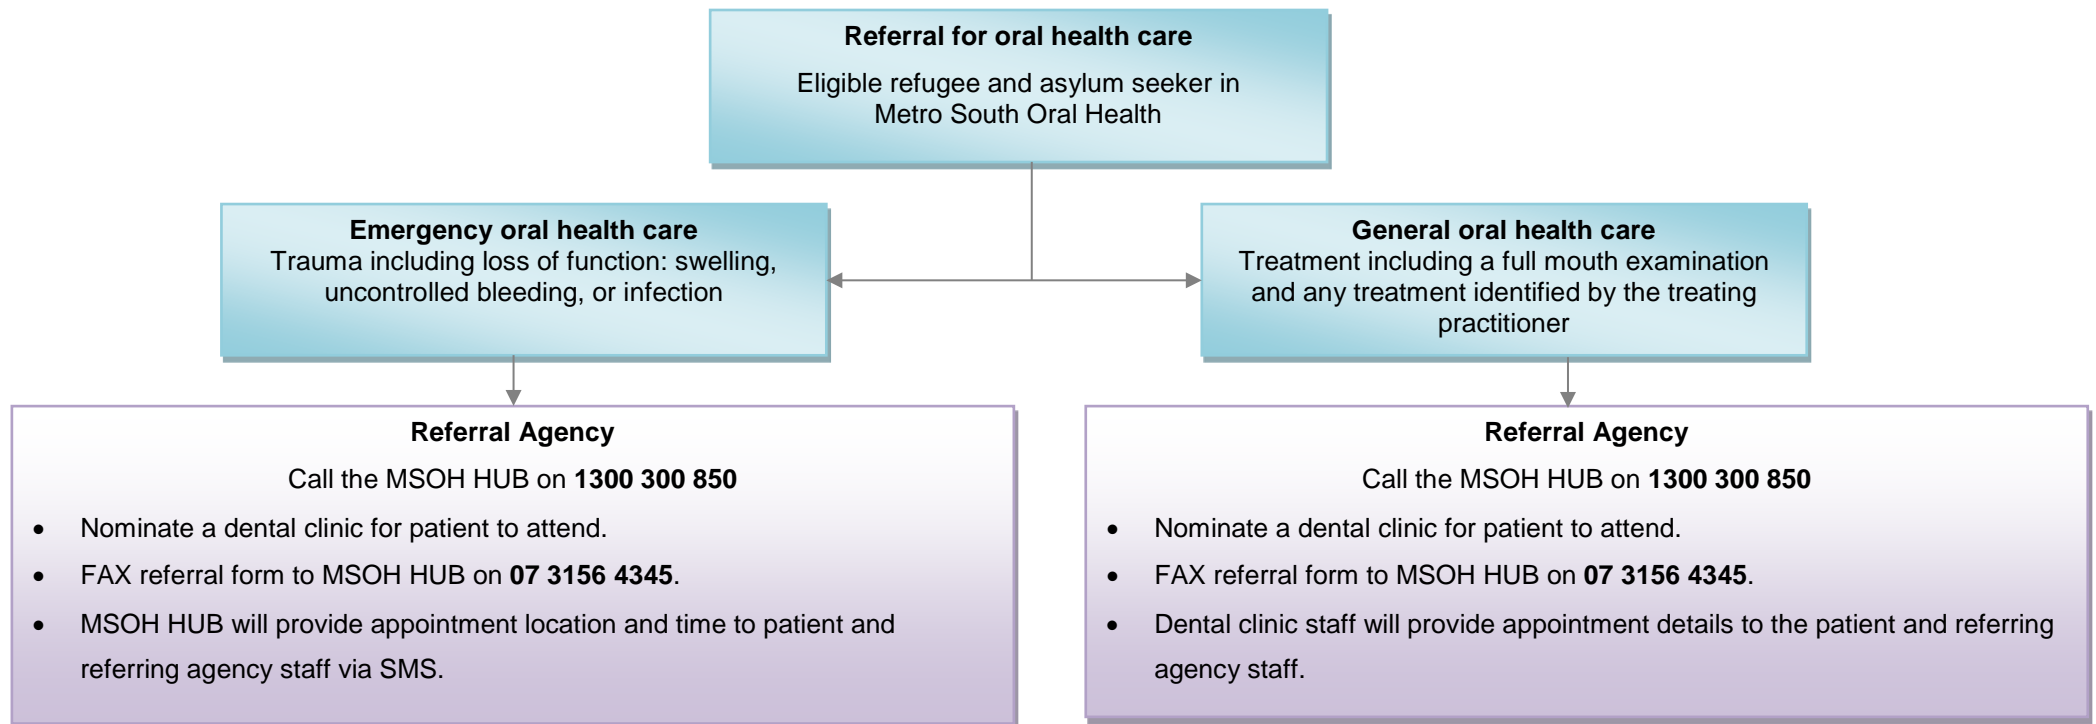 Referral for oral health care
Eligible refugee and asylum seeker in
Metro South Oral Health
Emergency oral health care
Trauma including loss of function: swelling,
uncontrolled bleeding, or infection
General oral health care
Treatment including a full mouth examination
and any treatment identified by the treating
practitioner
Referral Agency
Call the MSOH HUB on 1300 300 850
• Nominate a dental clinic for patient to attend.
• FAX referral form to MSOH HUB on 07 3156 4345.
• MSOH HUB will provide appointment location and time to patient and
referring agency staff via SMS.
Referral Agency
Call the MSOH HUB on 1300 300 850
• Nominate a dental clinic for patient to attend.
• FAX referral form to MSOH HUB on 07 3156 4345.
• Dental clinic staff will provide appointment details to the patient and referring
agency staff.